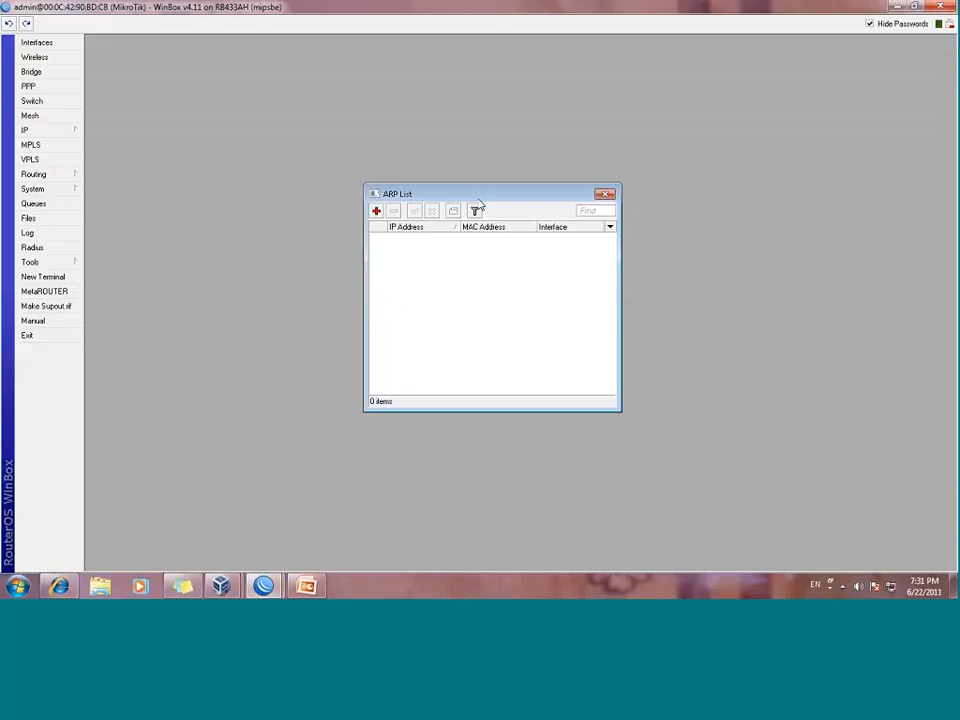 admin@00:0C:42:90:BD:CB (MikroTik) - WinBox v4.11 on RB433AH (mipsbe)
Hide Passwords
Interfaces
Wireless
Bridge
PPP
Switch
Mesh
IP
MPLS
VPLS
Routing
System
Queues
Files
Log
Radius
Tools
New Terminal
MetaROUTER
Make Supout.rif
Manual
Exit
RouterOS WinBox
ARP List
Find
IP Address
MAC Address
Interface
0 items
EN
7:31 PM
6/22/2011